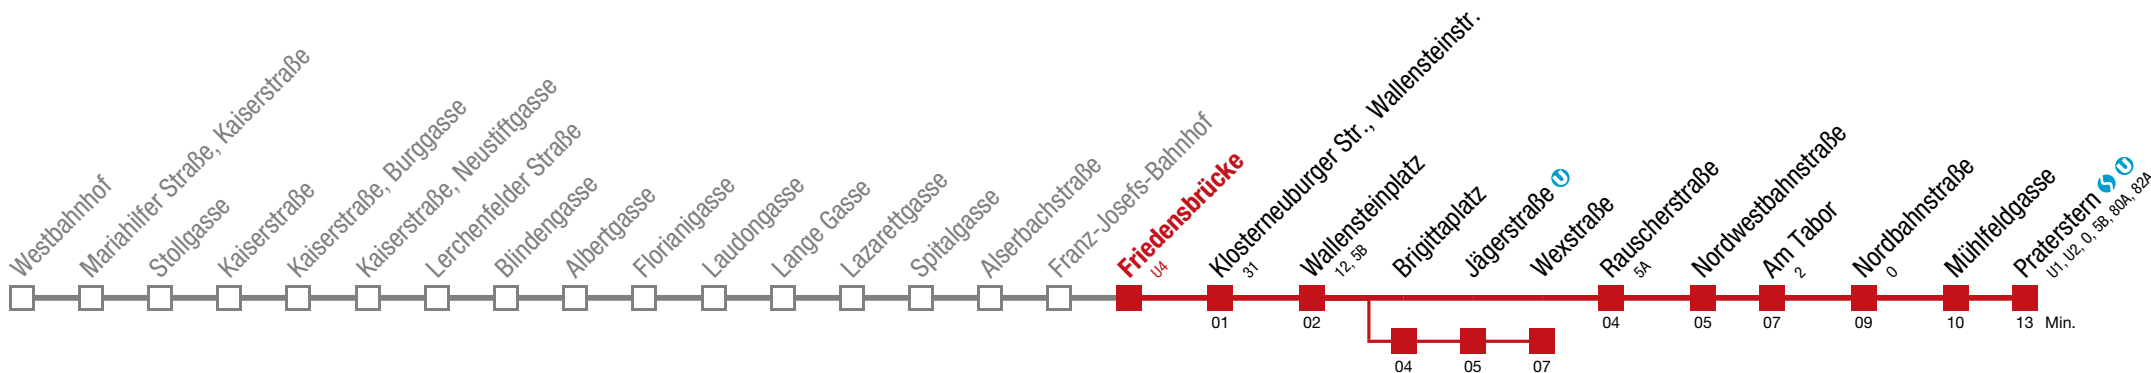 Westbahnhof
Mariahilfer Straße, Kaiserstraße
Stollgasse
Kaiserstraße
Kaiserstraße, Burggasse
Kaiserstraße, Neustiftgasse
Lerchenfelder Straße
Blindengasse
Albertgasse
Florianigasse
Laudongasse
Lange Gasse
Lazarettgasse
Spitalgasse
Alserbachstraße
Franz-Josefs-Bahnhof
Friedensbrücke
U4
Klosterneuburger Str., Wallensteinstr.
31
Wallensteinplatz
12, 5B
Brigittaplatz
Jägerstraße U
Wexstraße
Rauscherstraße
5A
Nordwestbahnstraße
Am Tabor
2
Nordbahnstraße
O
Mühlfeldgasse
Praterstern S U
U1, U2, O, 5B, 80A, 82A
01
02
04
05
07
09
10
13 Min.
04
05
07